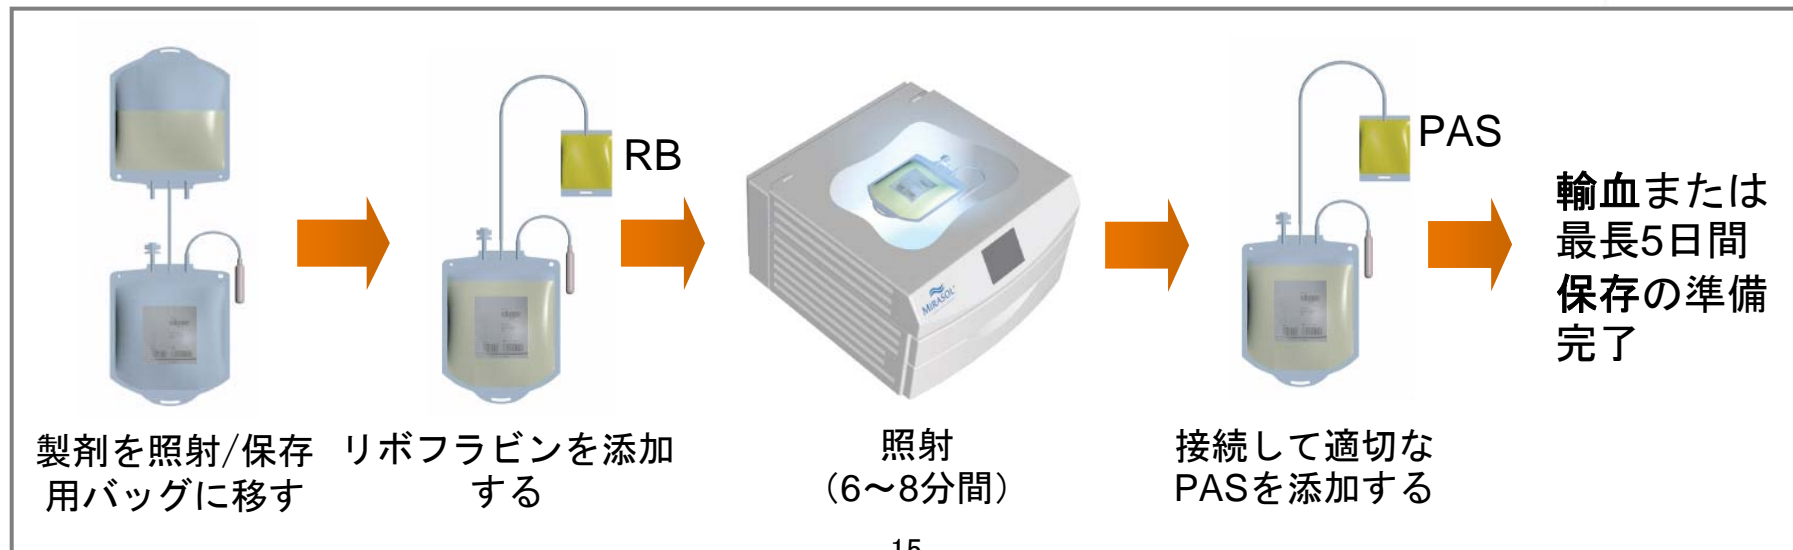 RB
PAS
MIRASOL
輸血または
最長5日間
保存の準備
完了
製剤を照射/保存
用バッグに移す
リボフラビンを添加
する
照射
（6～8分間）
接続して適切な
PASを添加する
15